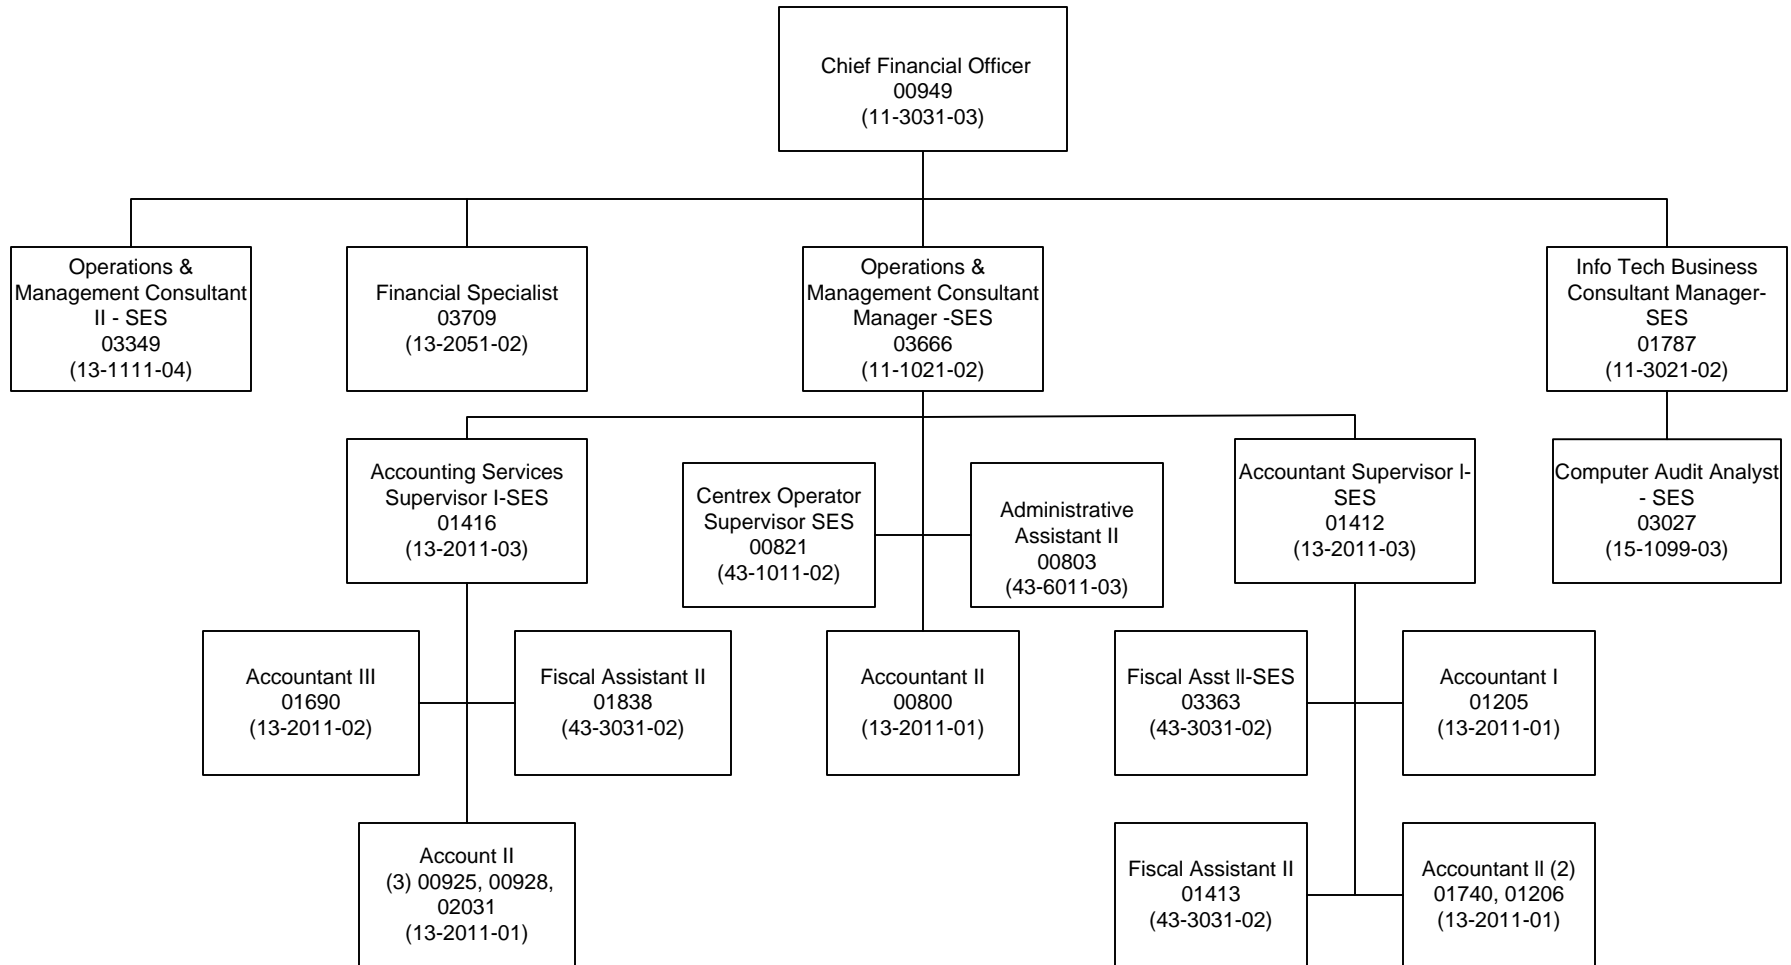 Chief Financial Officer
00949
(11-3031-03)
Operations &
Management Consultant
II - SES
03349
(13-1111-04)
Financial Specialist
03709
(13-2051-02)
Operations &
Management Consultant
Manager -SES
03666
(11-1021-02)
Info Tech Business
Consultant Manager-
SES
01787
(11-3021-02)
Accounting Services
Supervisor I-SES
01416
(13-2011-03)
Centrex Operator
Supervisor SES
00821
(43-1011-02)
Administrative
Assistant II
00803
(43-6011-03)
Accountant Supervisor I-
SES
01412
(13-2011-03)
Computer Audit Analyst
- SES
03027
(15-1099-03)
Accountant III
01690
(13-2011-02)
Fiscal Assistant II
01838
(43-3031-02)
Accountant II
00800
(13-2011-01)
Fiscal Asst ll-SES
03363
(43-3031-02)
Accountant I
01205
(13-2011-01)
Account II
(3) 00925, 00928,
02031
(13-2011-01)
Fiscal Assistant II
01413
(43-3031-02)
Accountant ll (2)
01740, 01206
(13-2011-01)